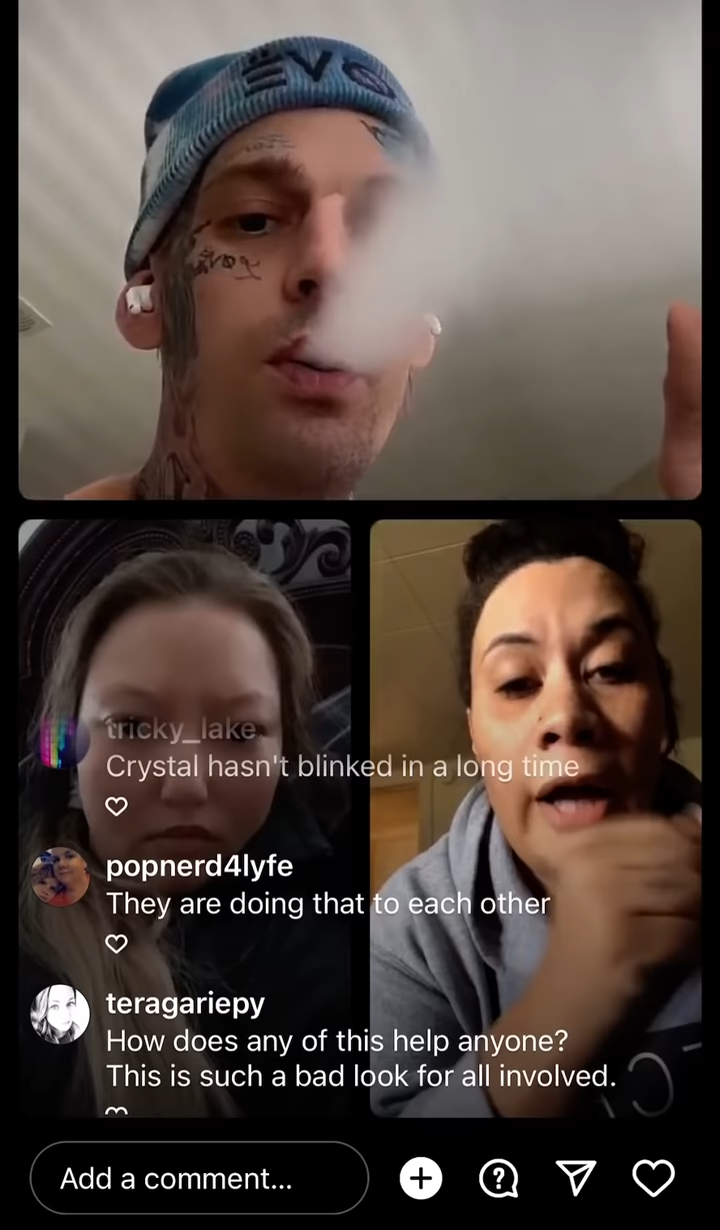 tricky_lake
Crystal hasn't blinked in a long time
popnerd4lyfe
They are doing that to each other
teragariepy
How does any of this help anyone?
This is such a bad look for all involved.
Add a comment...